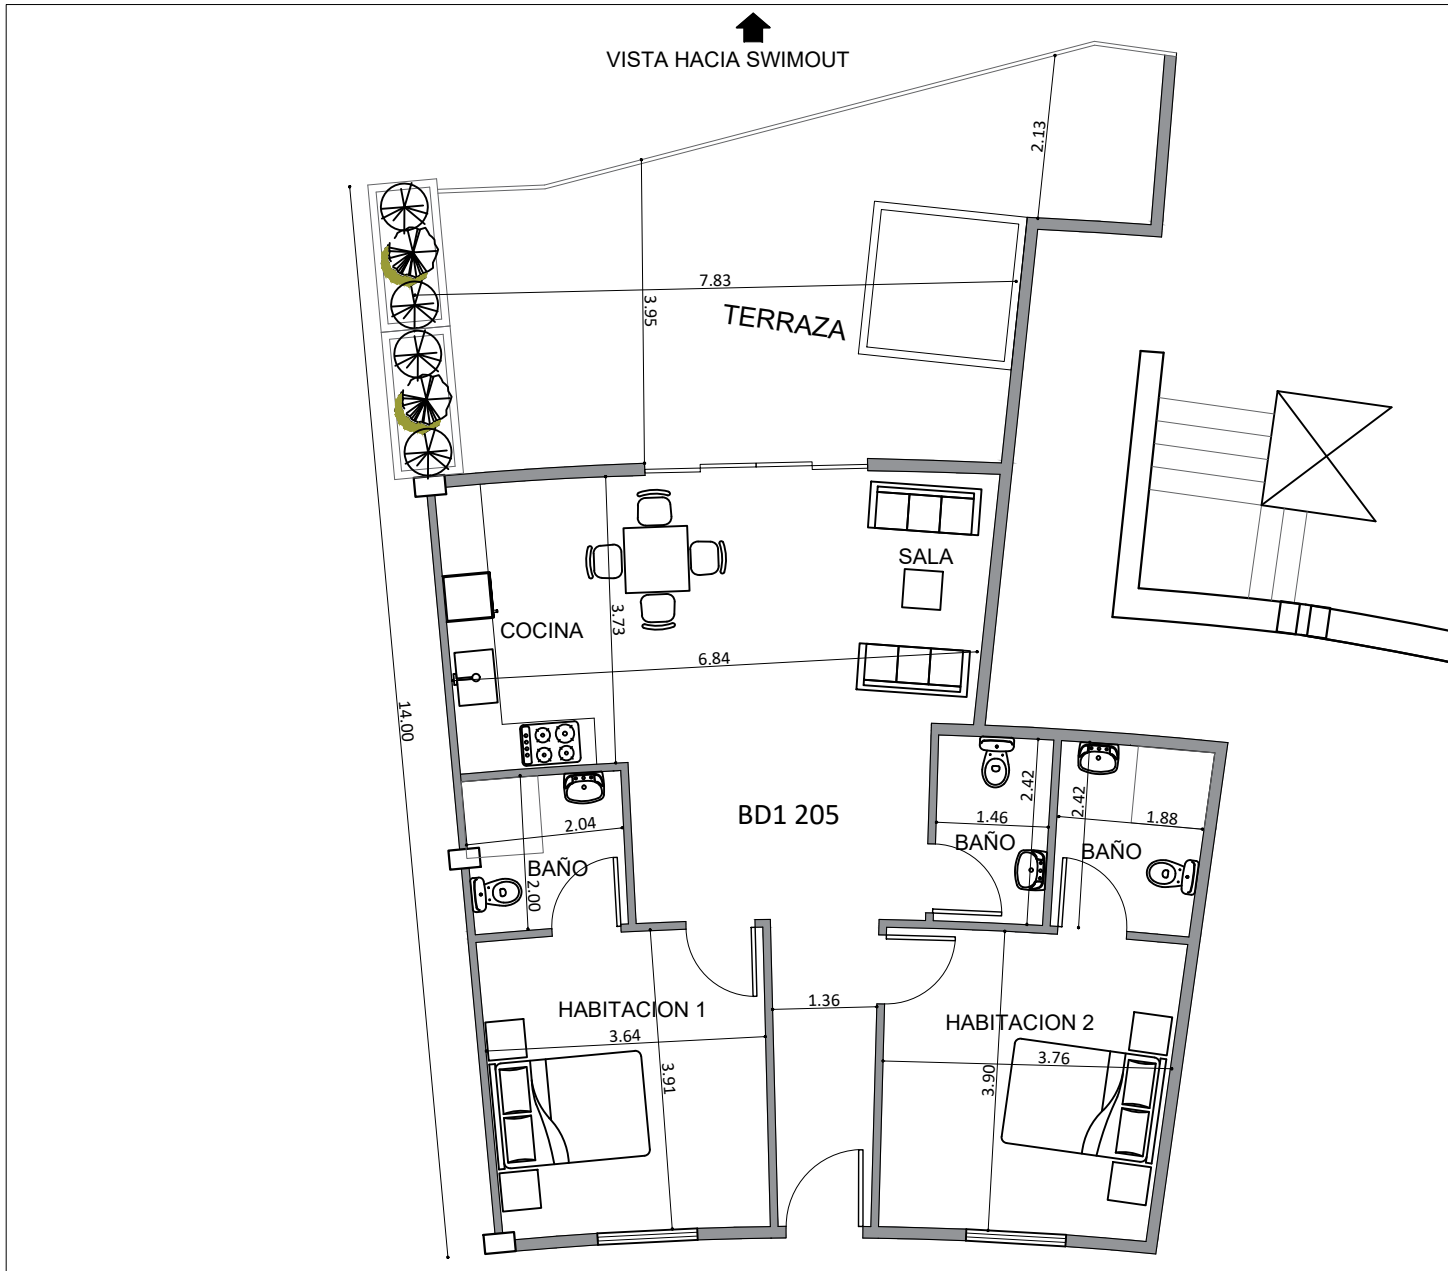 VISTA HACIA SWIMOUT
2.13
7.83
3.95
TERRAZA
SALA
3.73
COCINA
6.84
14.00
BD1 205
2.42
2.42
1.46
1.88
2.04
BAÑO
BAÑO
BAÑO
2.00
1.36
HABITACION 1
HABITACION 2
3.64
3.91
3.76
3.90